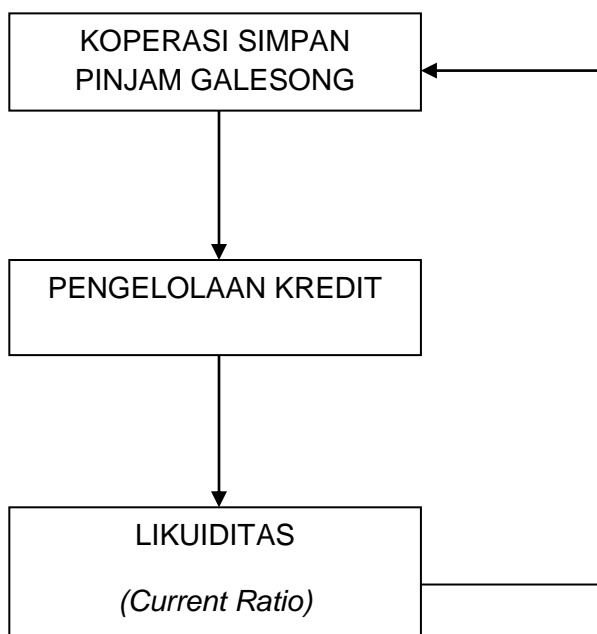 KOPERASI SIMPAN
PINJAM GALESONG
PENGELOLAAN KREDIT
LIKUIDITAS
(Current Ratio)